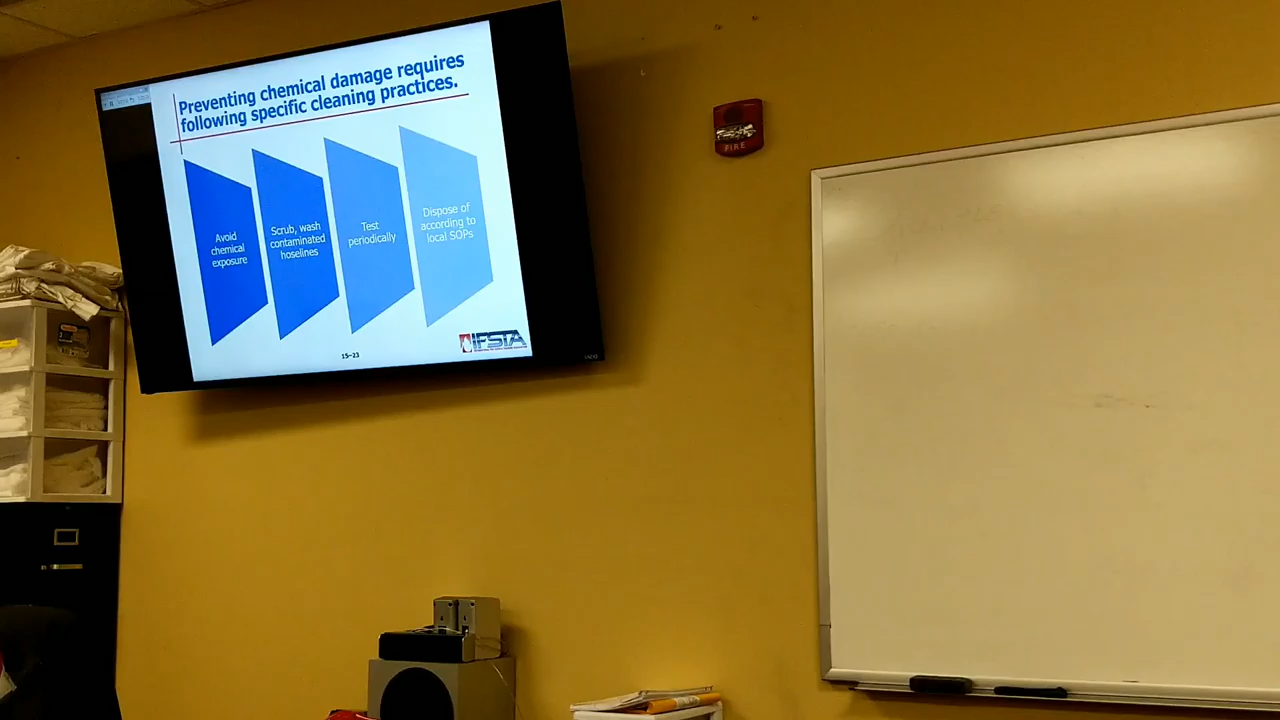 Preventing chemical damage requires
following specific cleaning practices.
Avoid
chemical
exposure
Scrub, wash
contaminated
hoselines
Test
periodically
Dispose of
according to
local SOPs
15-23
IFSTA
VIZIO
FIRE